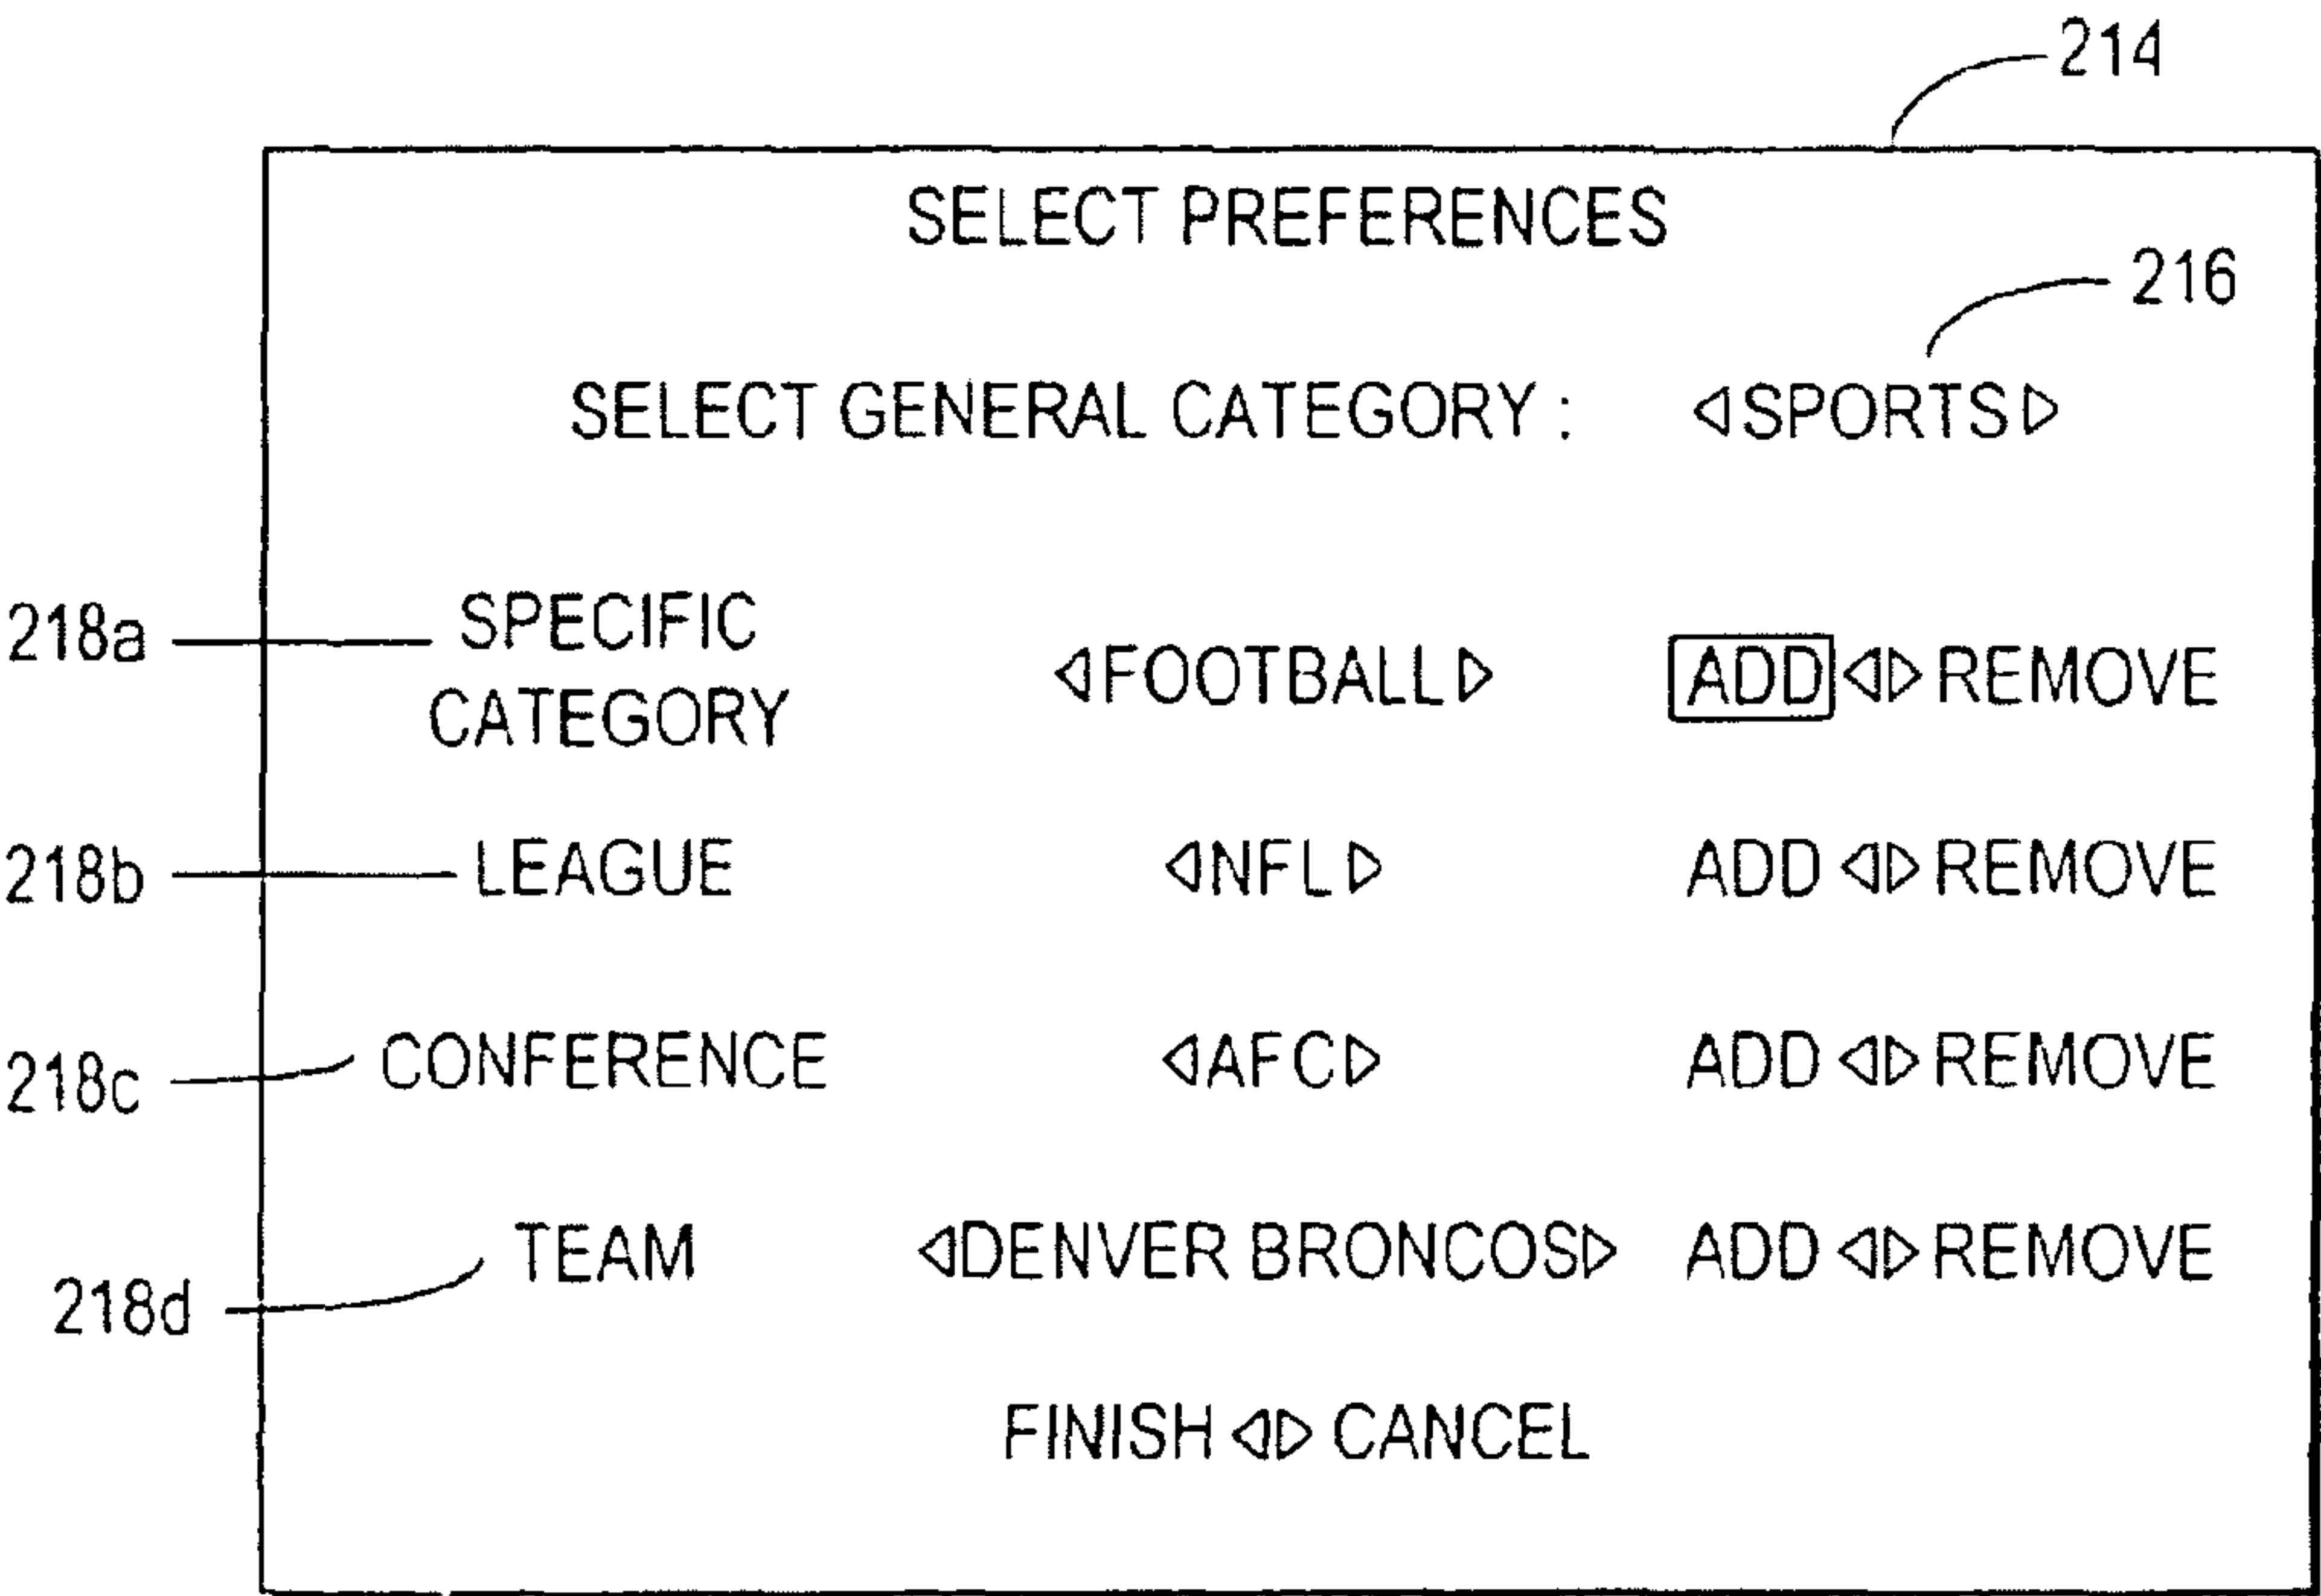 214
SELECT PREFERENCES
216
SELECT GENERAL CATEGORY : ◁SPORTS▷
218a SPECIFIC CATEGORY ◁FOOTBALL▷ ADD◁▷REMOVE
218b LEAGUE ◁NFL▷ ADD◁▷REMOVE
218c CONFERENCE ◁AFC▷ ADD◁▷REMOVE
218d TEAM ◁DENVER BRONCOS▷ ADD◁▷REMOVE
FINISH◁▷CANCEL